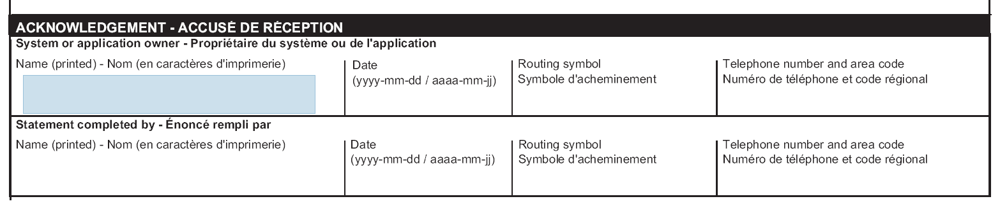 ACKNOWLEDGEMENT - ACCUSÉ DE RÉCEPTION
System or application owner - Propriétaire du système ou de l'application
Name (printed) - Nom (en caractères d'imprimerie)
Date
(yyyy-mm-dd / aaaa-mm-jj)
Routing symbol
Symbole d'acheminement
Telephone number and area code
Numéro de téléphone et code régional
Statement completed by - Énoncé rempli par
Name (printed) - Nom (en caractères d'imprimerie)
Date
(yyyy-mm-dd / aaaa-mm-jj)
Routing symbol
Symbole d'acheminement
Telephone number and area code
Numéro de téléphone et code régional